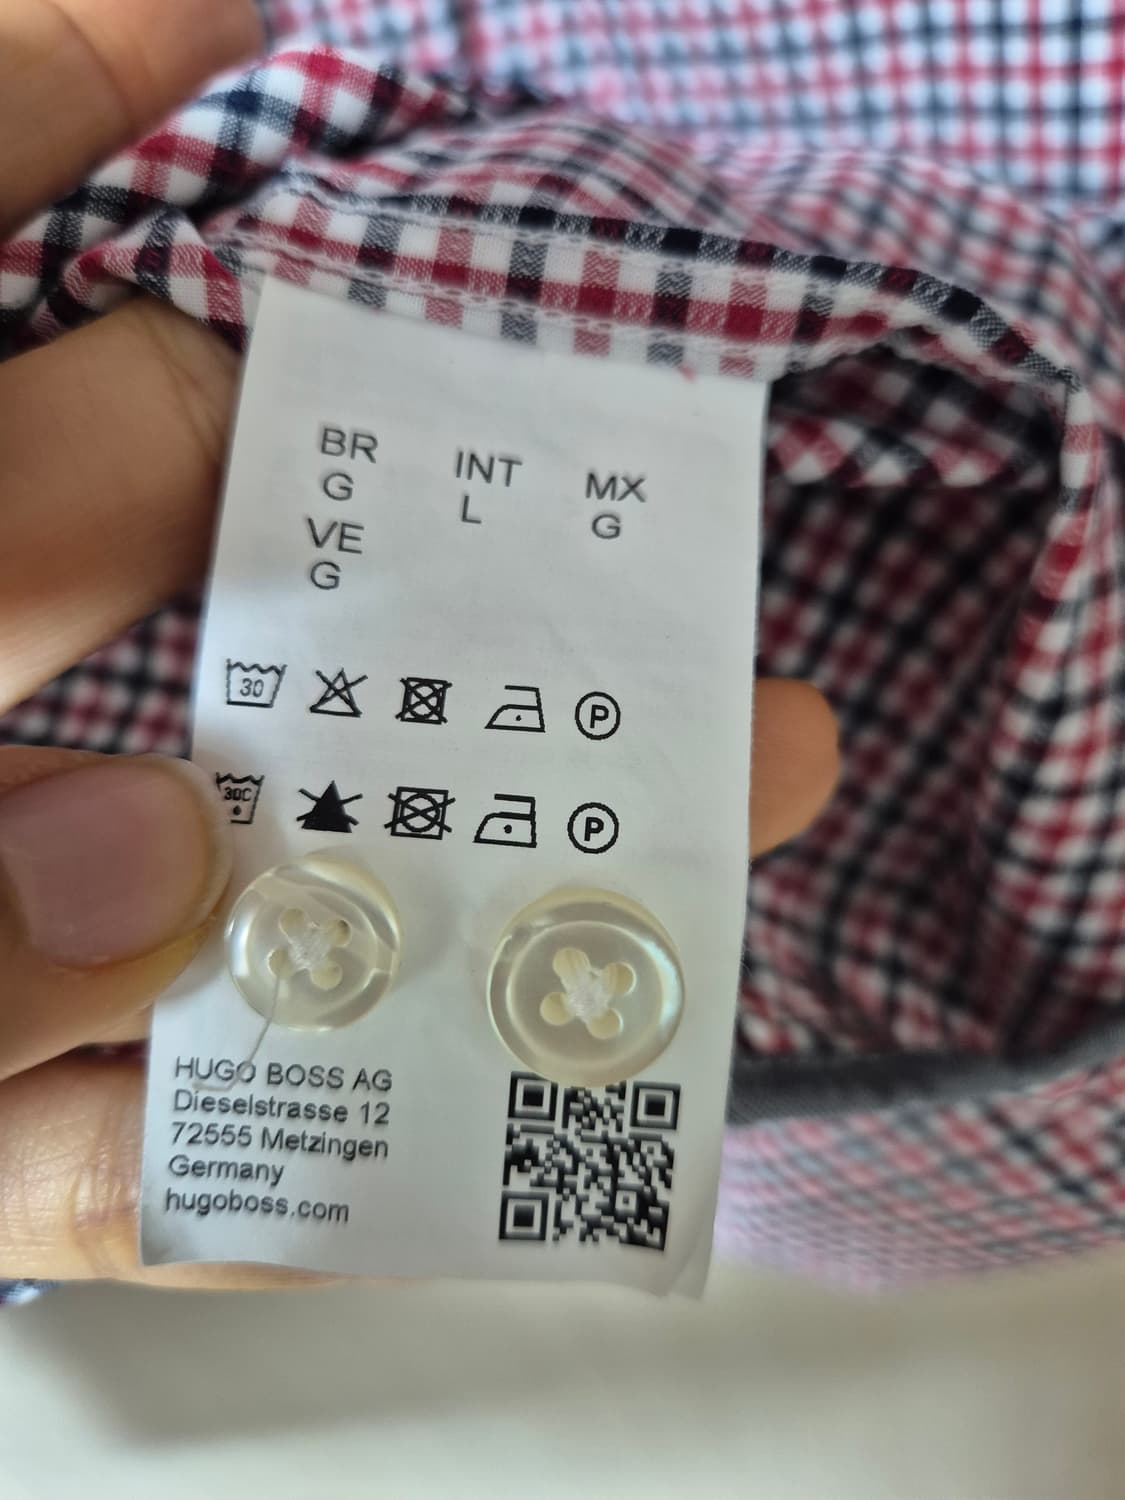 BR INT MX
G L G
VE
G
30 P
30C P
HUGO BOSS AG
Dieselstrasse 12
72555 Metzingen
Germany
hugoboss.com